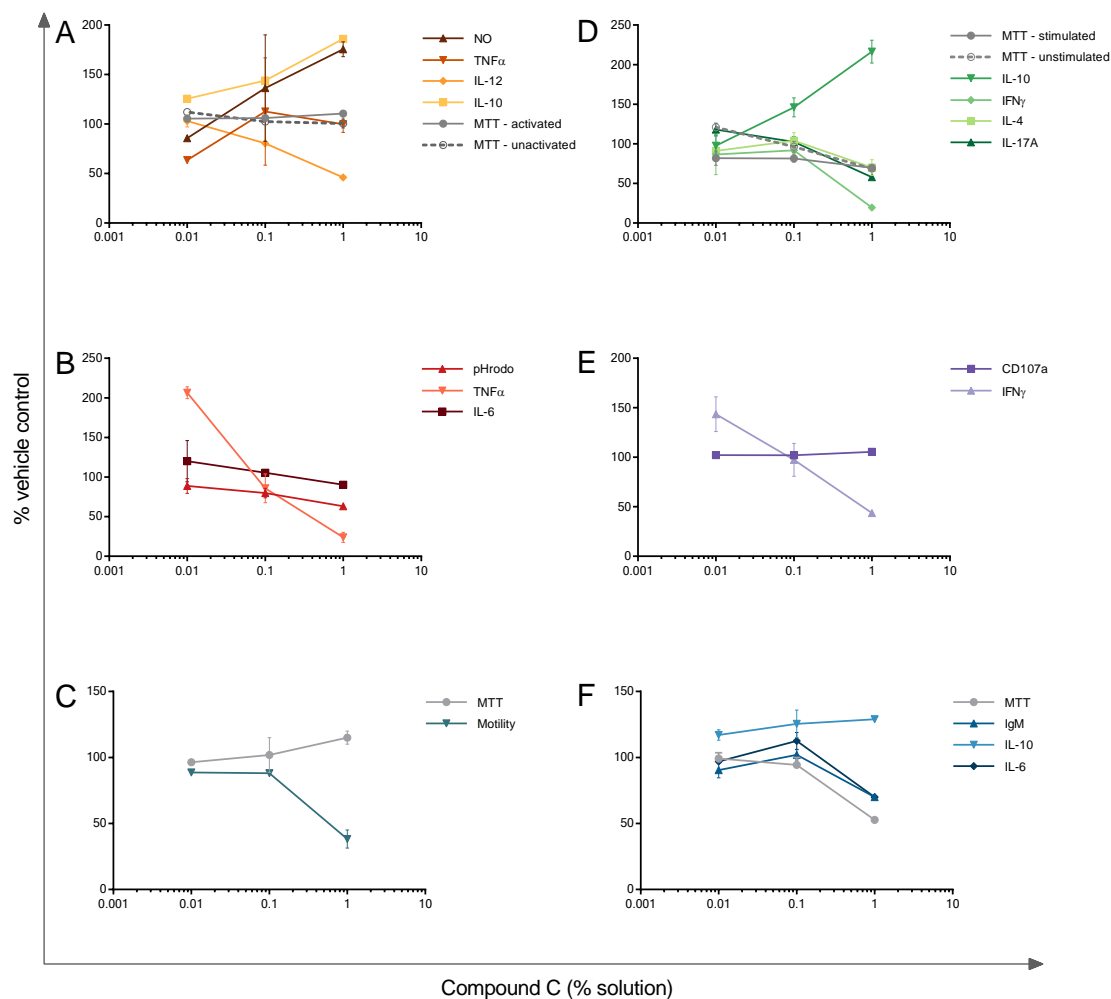 A
200
150
100
50
0
0.001 0.01 0.1 1 10
NO
TNFα
IL-12
IL-10
MTT - activated
MTT - unactivated
D
250
200
150
100
50
0
0.001 0.01 0.1 1 10
MTT - stimulated
MTT - unstimulated
IL-10
IFNγ
IL-4
IL-17A
B
250
200
150
100
50
0
0.001 0.01 0.1 1 10
pHrodo
TNFα
IL-6
E
200
150
100
50
0
0.001 0.01 0.1 1 10
CD107a
IFNγ
C
150
100
50
0
0.001 0.01 0.1 1 10
MTT
Motility
F
150
100
50
0
0.001 0.01 0.1 1 10
MTT
IgM
IL-10
IL-6
% vehicle control
Compound C (% solution)